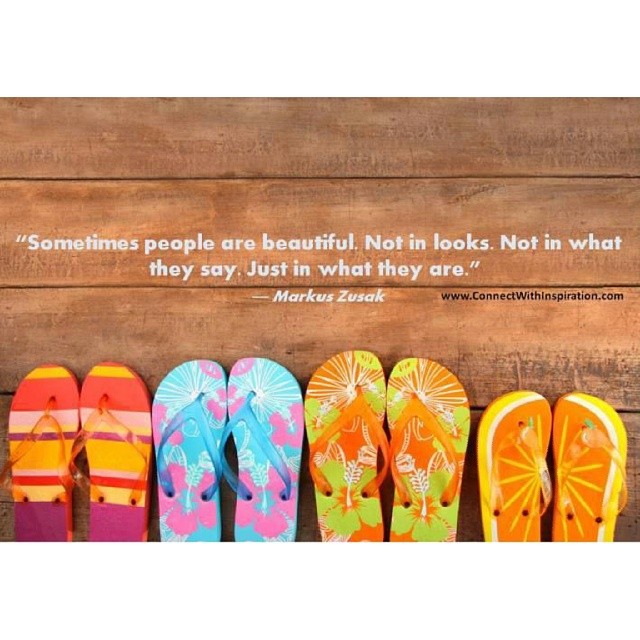 “Sometimes people are beautiful. Not in looks. Not in what
they say. Just in what they are.”
— Markus Zusak
www.ConnectWithInspiration.com